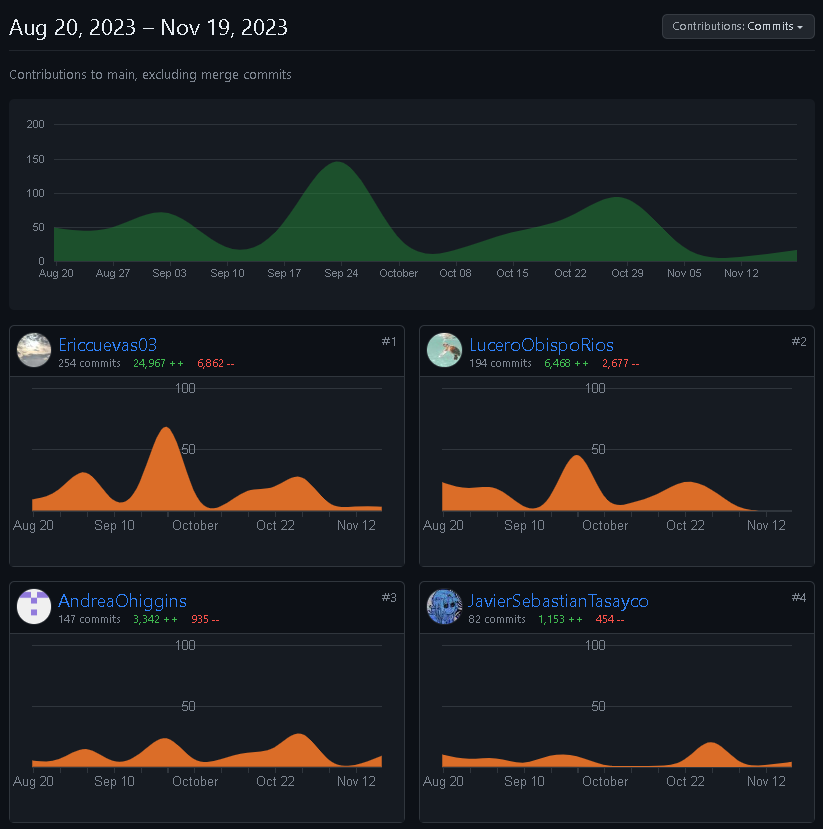 Aug 20, 2023 – Nov 19, 2023
Contributions: Commits
Contributions to main, excluding merge commits
200
150
100
50
0
Aug 20 Aug 27 Sep 03 Sep 10 Sep 17 Sep 24 October Oct 08 Oct 15 Oct 22 Oct 29 Nov 05 Nov 12
Ericcuevas03 #1
254 commits 24,967 ++ 6,862 --
100
50
Aug 20 Sep 10 October Oct 22 Nov 12
LuceroObispoRios #2
194 commits 6,468 ++ 2,677 --
100
50
Aug 20 Sep 10 October Oct 22 Nov 12
AndreaOhiggins #3
147 commits 3,342 ++ 935 --
100
50
Aug 20 Sep 10 October Oct 22 Nov 12
JavierSebastianTasayco #4
82 commits 1,153 ++ 454 --
100
50
Aug 20 Sep 10 October Oct 22 Nov 12